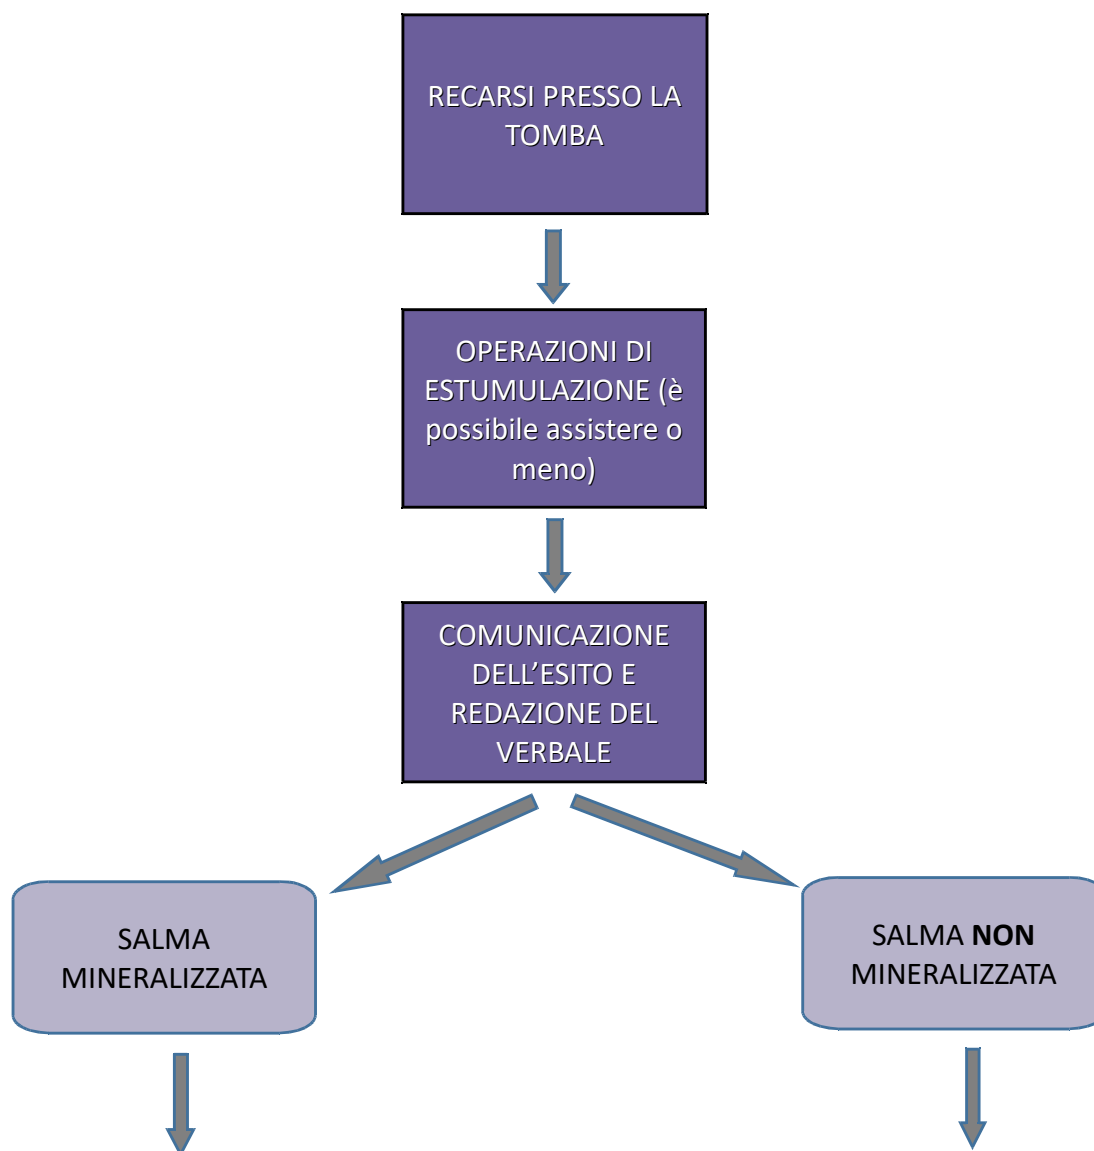 RECARSI PRESSO LA
TOMBA
OPERAZIONI DI
ESTUMULAZIONE (è
possibile assistere o
meno)
COMUNICAZIONE
DELL’ESITO E
REDAZIONE DEL
VERBALE
SALMA
MINERALIZZATA
SALMA NON
MINERALIZZATA